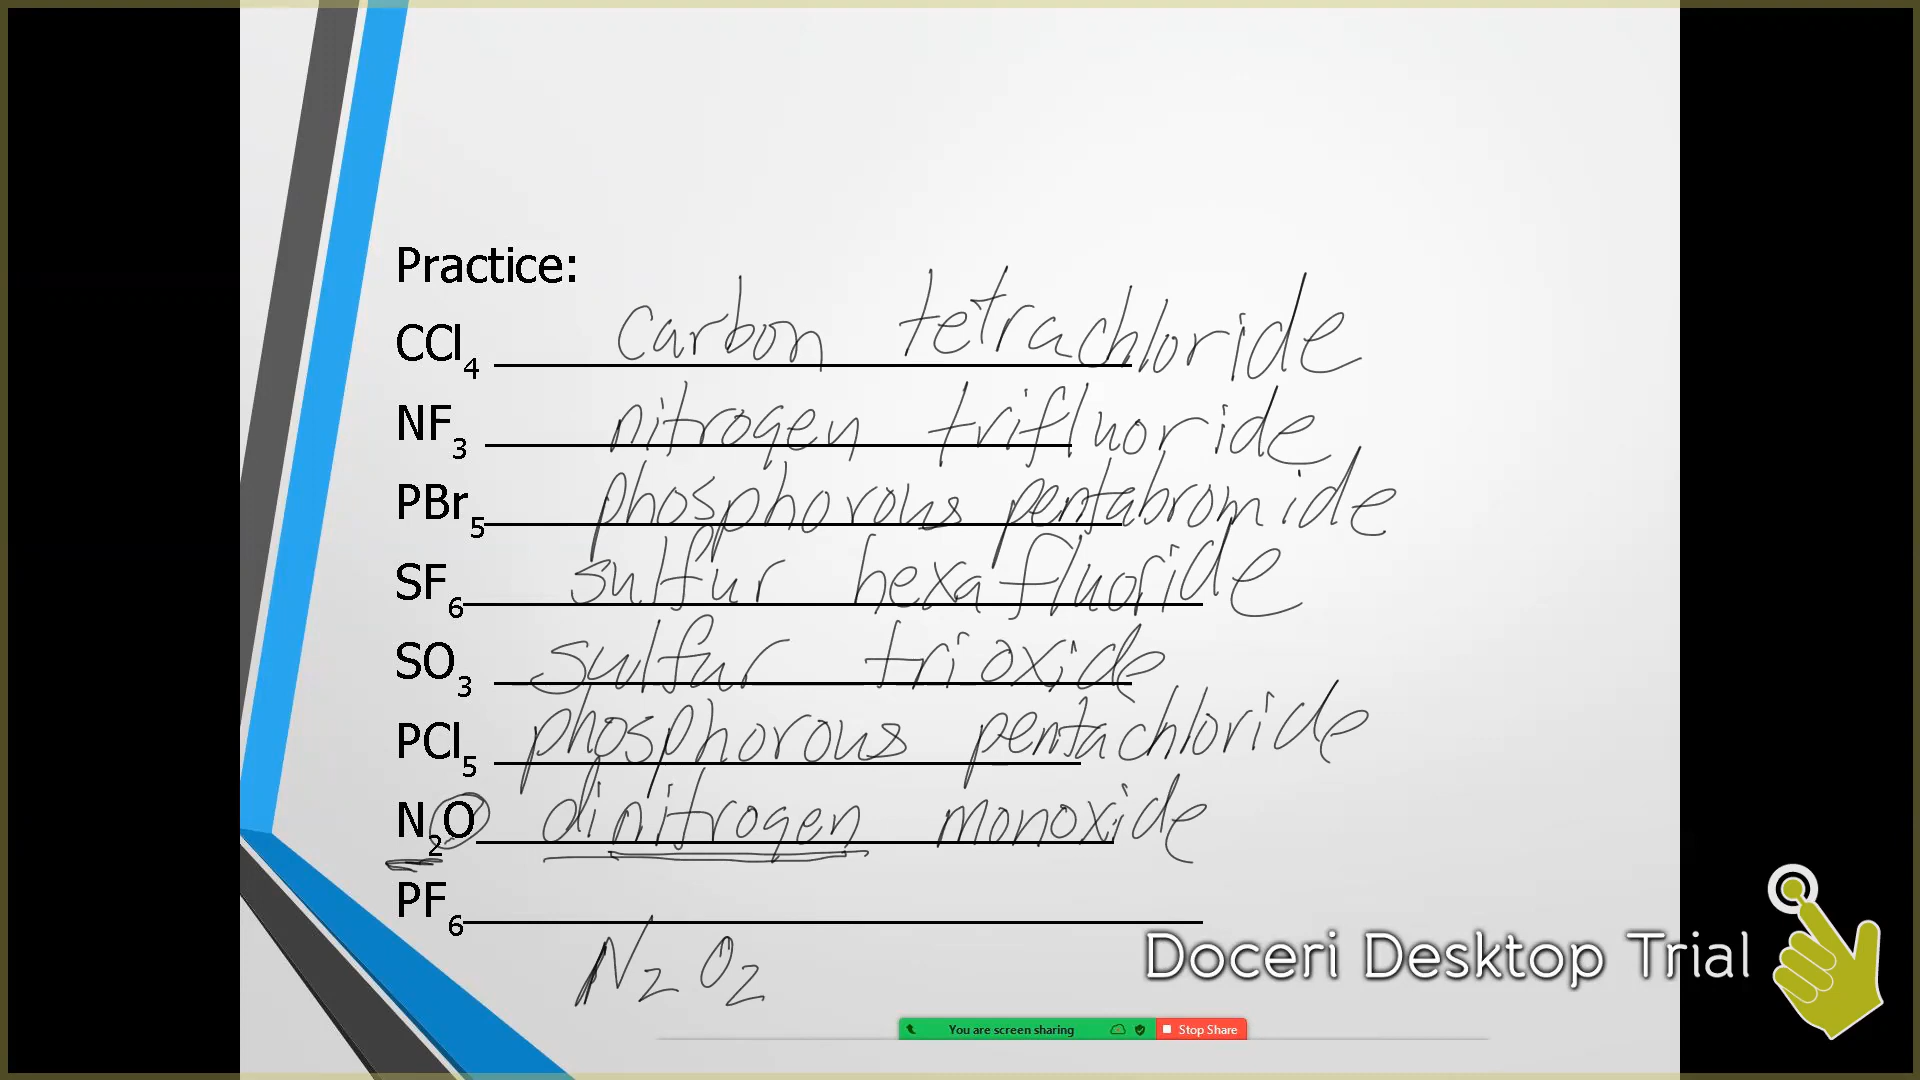 Practice:
CCl4 carbon tetrachloride
NF3 nitrogen trifluoride
PBr5 phosphorous pentabromide
SF6 sulfur hexafluoride
SO3 sulfur trioxide
PCl5 phosphorous pentachloride
N2O dinitrogen monoxide
PF6
N2O2
Doceri Desktop Trial
You are screen sharing Stop Share